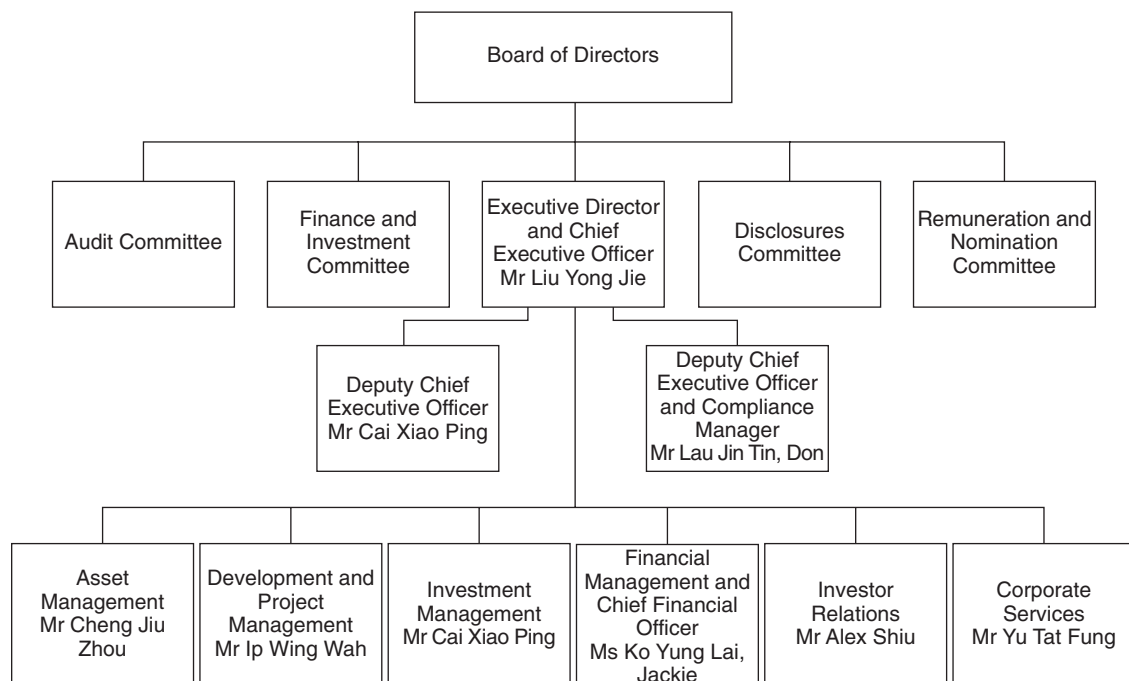 Board of Directors
Audit Committee
Finance and
Investment
Committee
Executive Director
and Chief
Executive Officer
Mr Liu Yong Jie
Disclosures
Committee
Remuneration and
Nomination
Committee
Deputy Chief
Executive Officer
Mr Cai Xiao Ping
Deputy Chief
Executive Officer
and Compliance
Manager
Mr Lau Jin Tin, Don
Asset
Management
Mr Cheng Jiu
Zhou
Development and
Project
Management
Mr Ip Wing Wah
Investment
Management
Mr Cai Xiao Ping
Financial
Management and
Chief Financial
Officer
Ms Ko Yung Lai,
Jackie
Investor
Relations
Mr Alex Shiu
Corporate
Services
Mr Yu Tat Fung